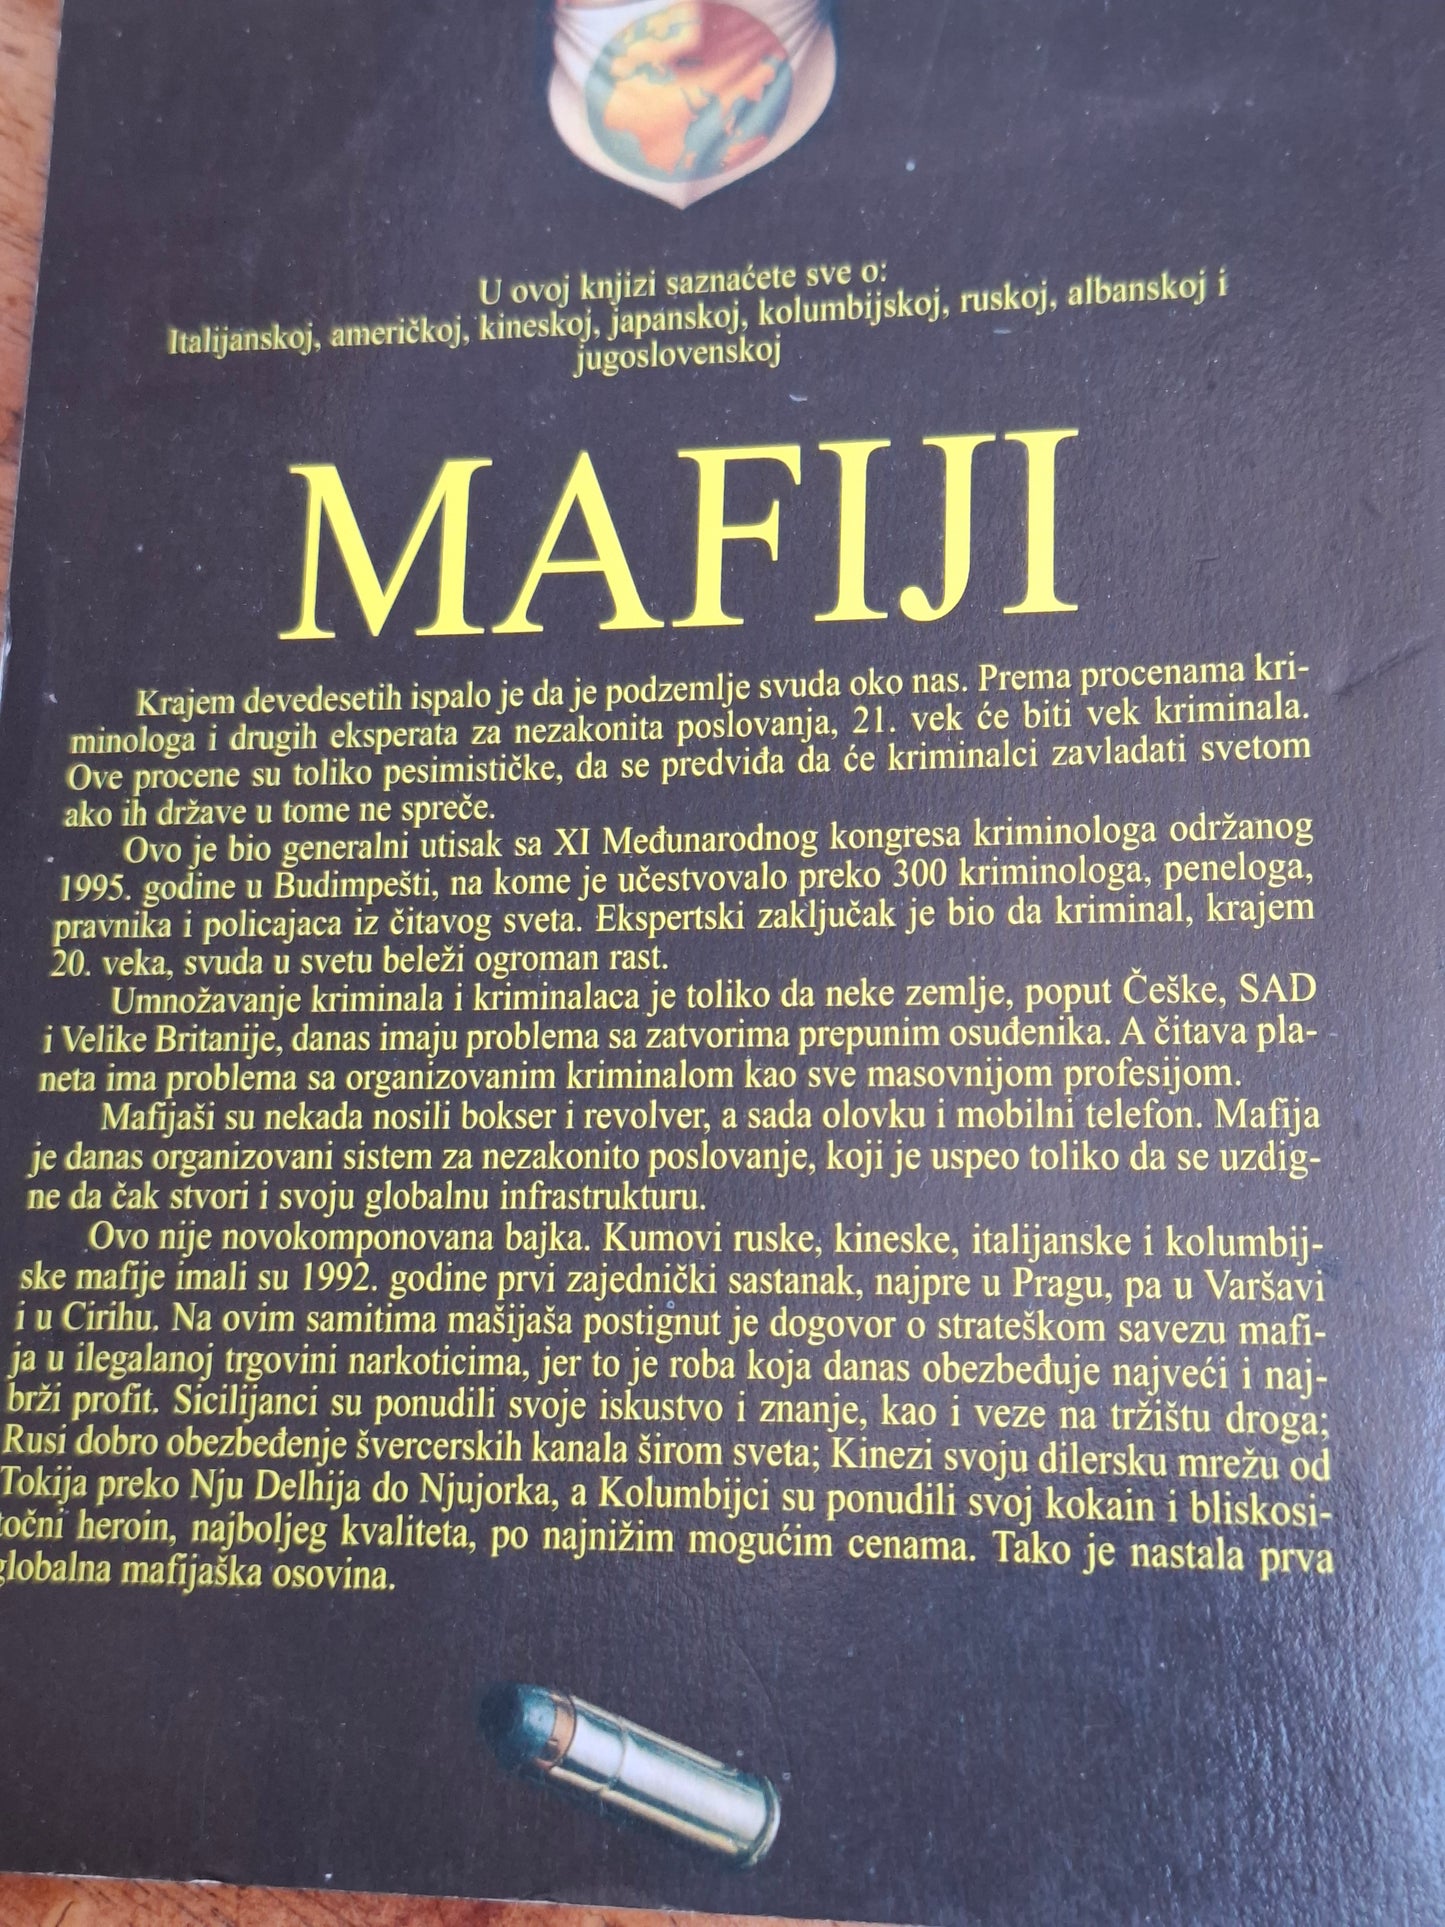 U ovoj knjizi saznaćete sve o:
Italijanskoj, američkoj, kineskoj, japanskoj, kolumbijskoj, ruskoj, albanskoj i
jugoslovenskoj
MAFIJI
Krajem devedesetih ispalo je da je podzemlje svuda oko nas. Prema procenama kri-
minologa i drugih eksperata za nezakonita poslovanja, 21. vek će biti vek kriminala.
Ove procene su toliko pesimističke, da se predviđa da će kriminalci zavladati svetom
ako ih države u tome ne spreče.
Ovo je bio generalni utisak sa XI Međunarodnog kongresa kriminologa održanog
1995. godine u Budimpešti, na kome je učestvovalo preko 300 kriminologa, peneloga,
pravnika i policajaca iz čitavog sveta. Ekspertski zaključak je bio da kriminal, krajem
20. veka, svuda u svetu beleži ogroman rast.
Umnožavanje kriminala i kriminalaca je toliko da neke zemlje, poput Češke, SAD
i Velike Britanije, danas imaju problema sa zatvorima prepunim osuđenika. A čitava pla-
neta ima problema sa organizovanim kriminalom kao sve masovnijom profesijom.
Mafijaši su nekada nosili bokser i revolver, a sada olovku i mobilni telefon. Mafija
je danas organizovani sistem za nezakonito poslovanje, koji je uspeo toliko da se uzdig-
ne da čak stvori i svoju globalnu infrastrukturu.
Ovo nije novokomponovana bajka. Kumovi ruske, kineske, italijanske i kolumbij-
ske mafije imali su 1992. godine prvi zajednički sastanak, najpre u Pragu, pa u Varšavi
i u Cirihu. Na ovim samitima mašijaša postignut je dogovor o strateškom savezu mafi-
ja u ilegalanoj trgovini narkoticima, jer to je roba koja danas obezbeđuje najveći i naj-
brži profit. Sicilijanci su ponudili svoje iskustvo i znanje, kao i veze na tržištu droga;
Rusi dobro obezbeđenje švercerskih kanala širom sveta; Kinezi svoju dilersku mrežu od
Tokija preko Nju Delhija do Njujorka, a Kolumbijci su ponudili svoj kokain i bliskosi-
točni heroin, najboljeg kvaliteta, po najnižim mogućim cenama. Tako je nastala prva
globalna mafijaška osovina.